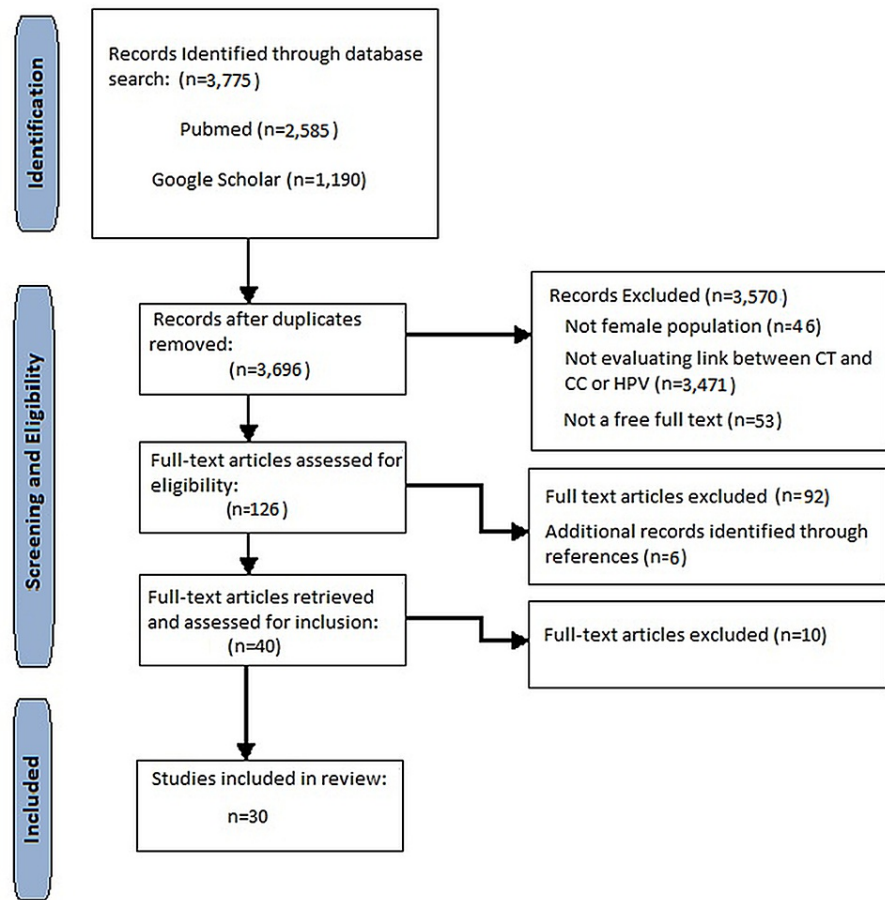 Identification
Records Identified through database
search: (n=3,775)
Pubmed (n=2,585)
Google Scholar (n=1,190)
Screening and Eligibility
Records after duplicates
removed:
(n=3,696)
Records Excluded (n=3,570)
Not female population (n=46)
Not evaluating link between CT and
CC or HPV (n=3,471)
Not a free full text (n=53)
Full-text articles assessed for
eligibility:
(n=126)
Full text articles excluded (n=92)
Additional records identified through
references (n=6)
Full-text articles retrieved
and assessed for inclusion:
(n=40)
Full-text articles excluded (n=10)
Included
Studies included in review:
n=30